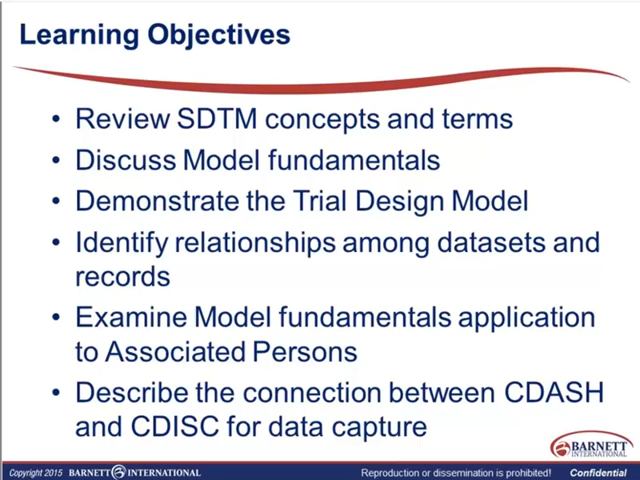 Learning Objectives
• Review SDTM concepts and terms
• Discuss Model fundamentals
• Demonstrate the Trial Design Model
• Identify relationships among datasets and
records
• Examine Model fundamentals application
to Associated Persons
• Describe the connection between CDASH
and CDISC for data capture
BARNETT
INTERNATIONAL
Copyright 2015 BARNETT INTERNATIONAL Reproduction or dissemination is prohibited! Confidential